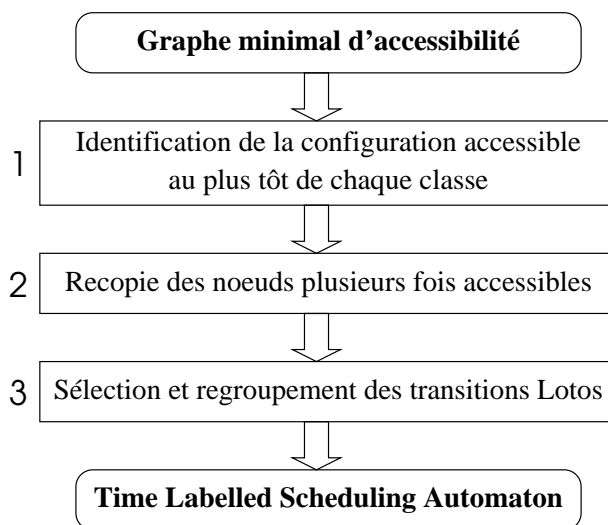 Graphe minimal d'accessibilité
1
Identification de la configuration accessible
au plus tôt de chaque classe
2
Recopie des noeuds plusieurs fois accessibles
3
Sélection et regroupement des transitions Lotos
Time Labelled Scheduling Automaton